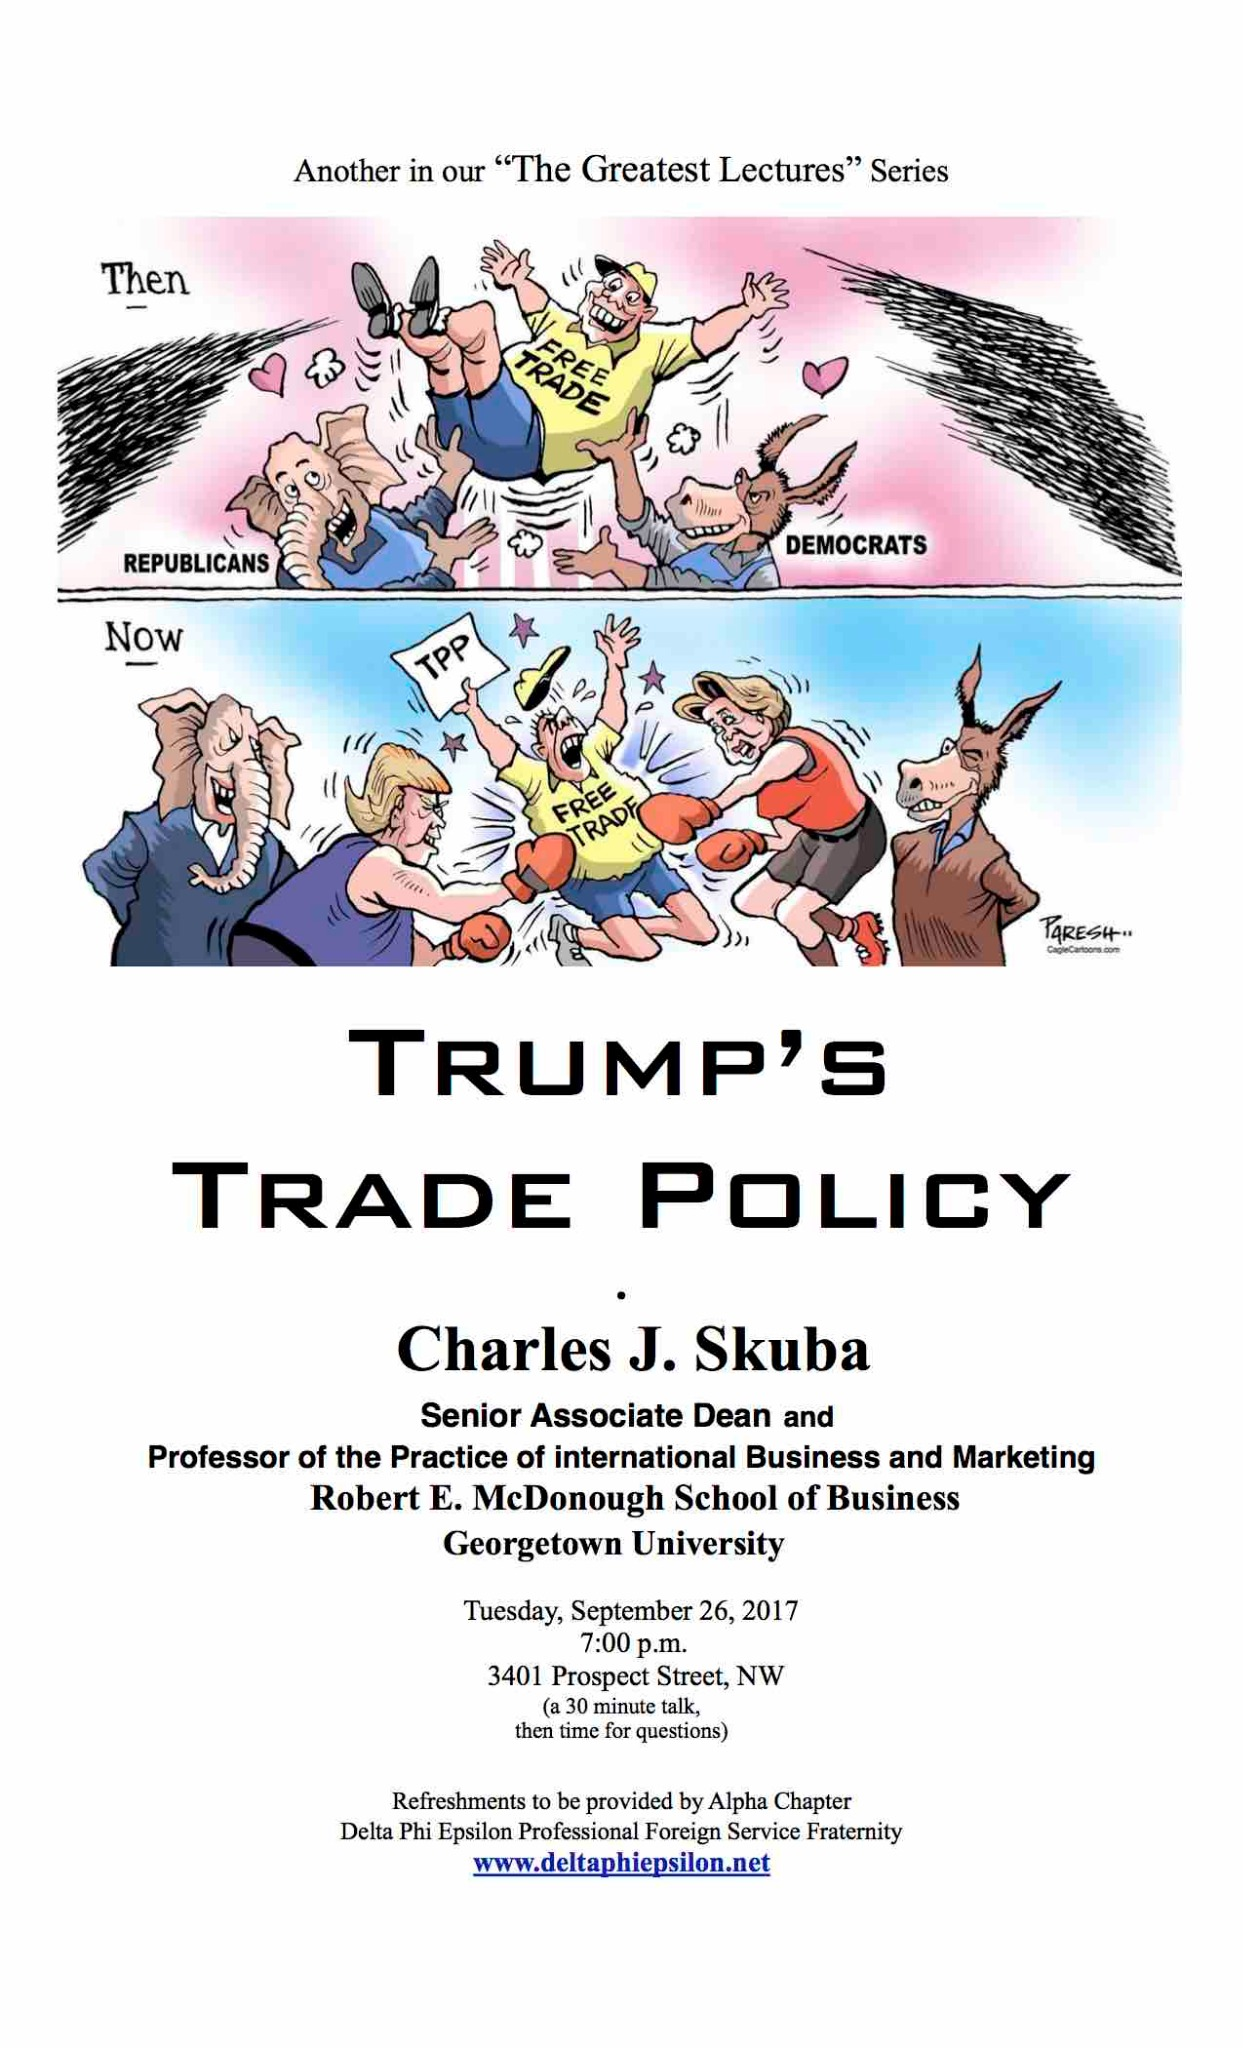 Another in our “The Greatest Lectures” Series
Then
FREE
TRADE
REPUBLICANS
DEMOCRATS
Now
TPP
FREE
TRADE
PARESH
CagleCartoons.com
TRUMP’S
TRADE POLICY
.
Charles J. Skuba
Senior Associate Dean and
Professor of the Practice of international Business and Marketing
Robert E. McDonough School of Business
Georgetown University
Tuesday, September 26, 2017
7:00 p.m.
3401 Prospect Street, NW
(a 30 minute talk,
then time for questions)
Refreshments to be provided by Alpha Chapter
Delta Phi Epsilon Professional Foreign Service Fraternity
www.deltaphiepsilon.net